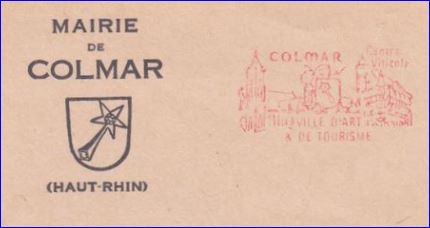 MAIRIE
DE
COLMAR
(HAUT-RHIN)
COLMAR
Centre
Viticole
VILLE D'ART
& DE TOURISME